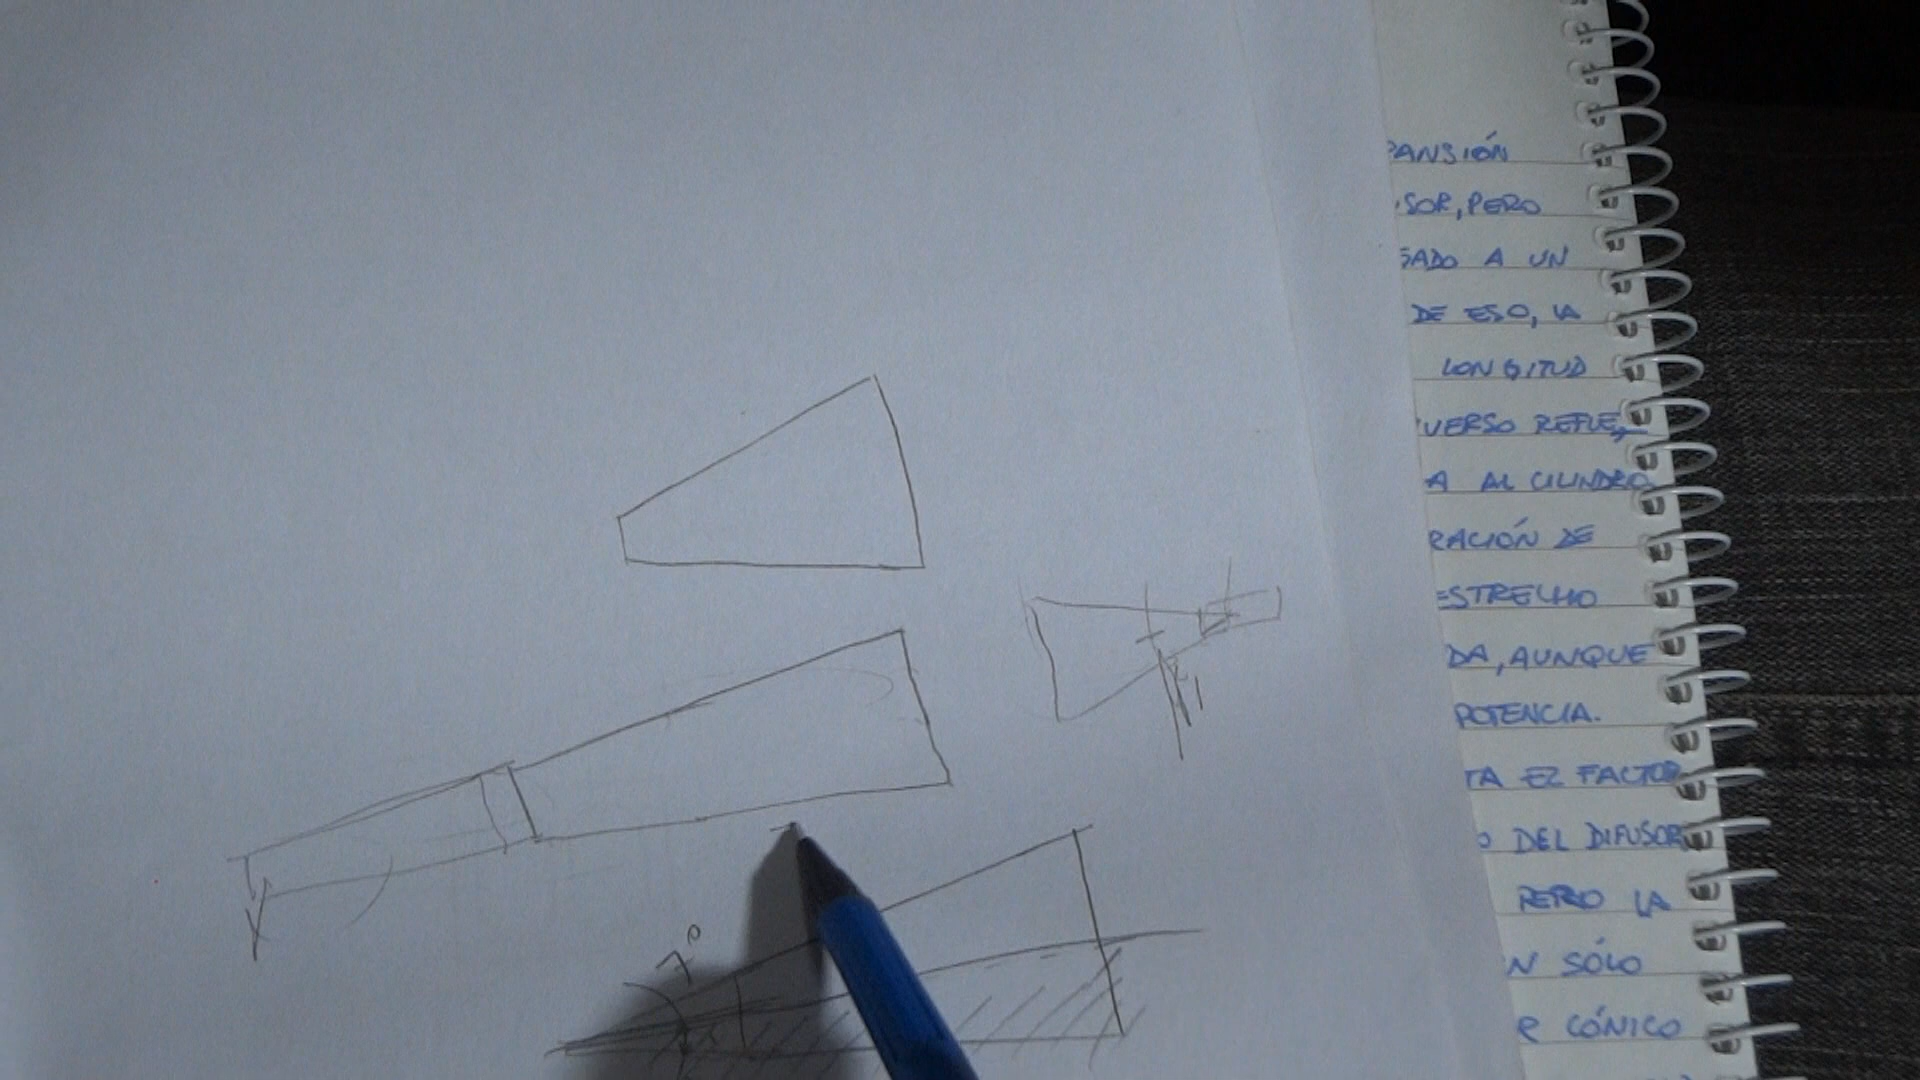 PANSIÓN
SOR, PERO
SADO A UN
DE ESO, LA
LONGITUD
VERSO REFLE,
A AL CILINDRO.
RACIÓN DE
ESTRECHO
DA, AUNQUE
POTENCIA.
TA EL FACTOR
O DEL DIFUSOR
PERO LA
N SÓLO
R CÓNICO
7°